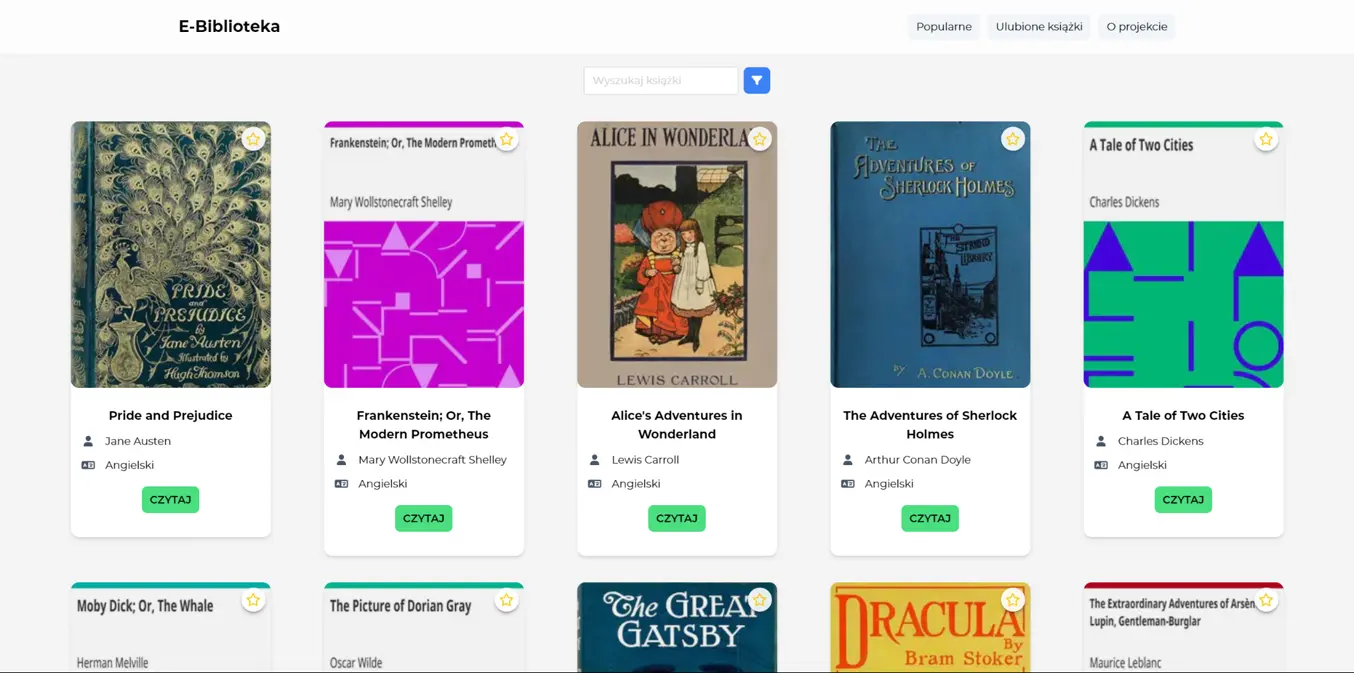 E-Biblioteka
Popularne
Ulubione książki
O projekcie
Wyszukaj książki
PRIDE
and
PREJUDICE
by
Jane Austen
Illustrated by
Hugh Thomson
Pride and Prejudice
Jane Austen
Angielski
CZYTAJ
Frankenstein; Or, The Modern Prometh
Mary Wollstonecraft Shelley
Frankenstein; Or, The
Modern Prometheus
Mary Wollstonecraft Shelley
Angielski
CZYTAJ
ALICE IN WONDERLA
LEWIS CARROLL
Alice's Adventures in
Wonderland
Lewis Carroll
Angielski
CZYTAJ
THE
ADVENTURES OF
SHERLOCK HOLMES
THE
STRAND
LIBRARY
by A. CONAN DOYLE
The Adventures of Sherlock
Holmes
Arthur Conan Doyle
Angielski
CZYTAJ
A Tale of Two Cities
Charles Dickens
A Tale of Two Cities
Charles Dickens
Angielski
CZYTAJ
Moby Dick; Or, The Whale
Herman Melville
The Picture of Dorian Gray
Oscar Wilde
The GREAT
GATSBY
DRACULA
By
Bram Stoker
The Extraordinary Adventures of Arsèn
Lupin, Gentleman-Burglar
Maurice Leblanc